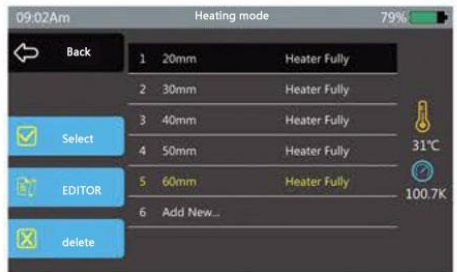 09:02Am Heating mode 79%
Back
1 20mm Heater Fully
2 30mm Heater Fully
3 40mm Heater Fully
Select
31℃
4 50mm Heater Fully
EDITOR
5 60mm Heater Fully
100.7K
6 Add New...
delete